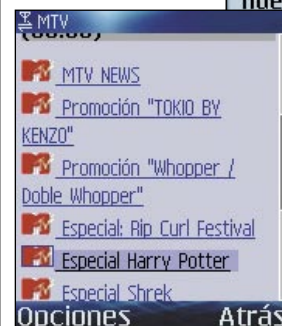 MTV
MTV NEWS
Promoción "TOKIO BY
KENZO"
Promoción "Whopper /
Doble Whopper"
Especial: Rip Curl Festival
Especial Harry Potter
Especial Shrek
Opciones Atrás